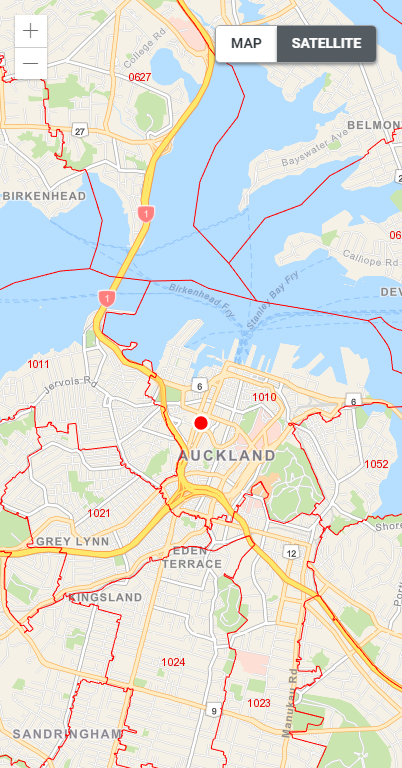 +
MAP
SATELLITE
−
College Rd
0627
BELMON
27
Bayswater Ave
2
BIRKENHEAD
1
06
Calliope Rd
Stanley Bay Fry
Birkenhead Fry
DEV
1
1011
Jervois Rd
6
1010
6
AUCKLAND
1052
1021
Shore
GREY LYNN
12
EDEN
TERRACE
KINGSLAND
Port
1024
Manukau Rd
1023
9
SANDRINGHAM